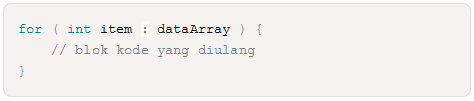 for ( int item : dataArray ) {
    // blok kode yang diulang
}